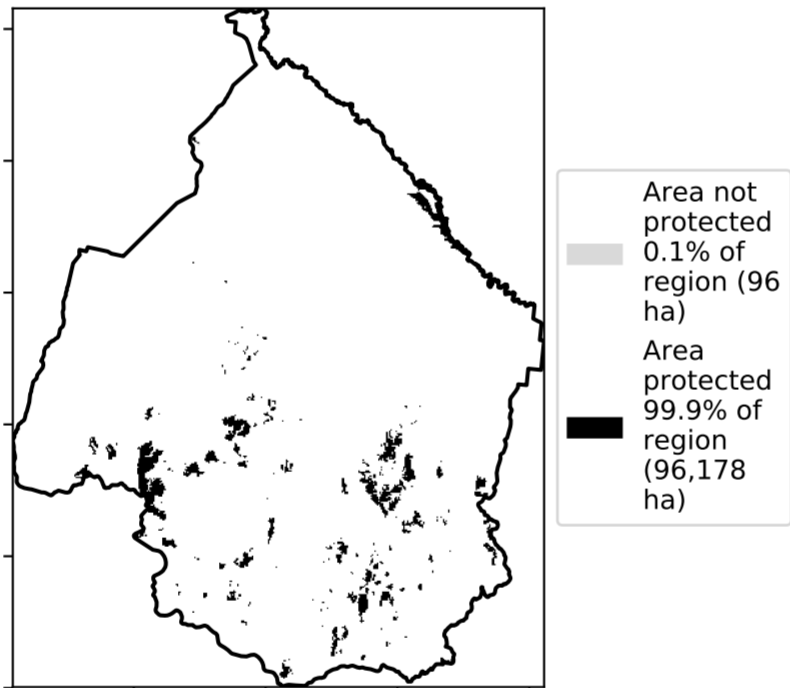 Area not
protected
0.1% of
region (96
ha)
Area
protected
99.9% of
region
(96,178
ha)